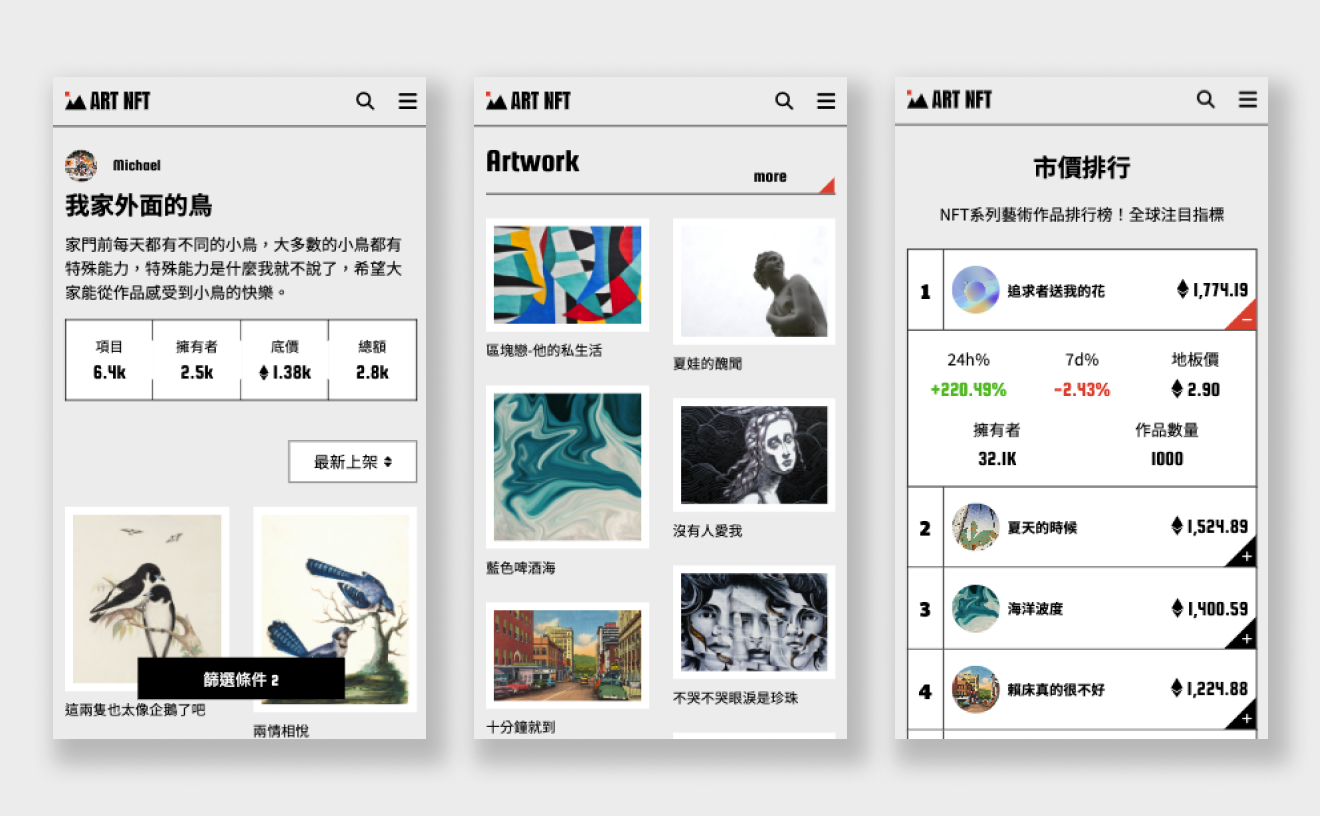 ART NFT
Michael
我家外面的鳥
家門前每天都有不同的小鳥，大多數的小鳥都有
特殊能力，特殊能力是什麼我就不說了，希望大
家能從作品感受到小鳥的快樂。
項目
擁有者
底價
總額
6.4k
2.5k
1.38k
2.8k
最新上架
篩選條件 2
這兩隻也太像企鵝了吧
兩情相悅
ART NFT
Artwork
more
區塊戀-他的私生活
夏娃的醜聞
藍色啤酒海
沒有人愛我
十分鐘就到
不哭不哭眼淚是珍珠
ART NFT
市價排行
NFT系列藝術作品排行榜！全球注目指標
1 追求者送我的花 1,774.19
−
24h% 7d% 地板價
+220.49% -2.43% 2.90
擁有者 作品數量
32.1K 1000
2 夏天的時候 1,524.89
+
3 海洋波度 1,400.59
+
4 賴床真的很不好 1,224.88
+